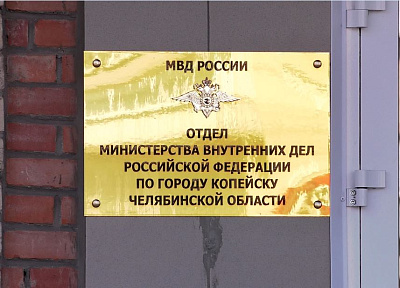 МВД РОССИИ
ОТДЕЛ
МИНИСТЕРСТВА ВНУТРЕННИХ ДЕЛ
РОССИЙСКОЙ ФЕДЕРАЦИИ
ПО ГОРОДУ КОПЕЙСКУ
ЧЕЛЯБИНСКОЙ ОБЛАСТИ